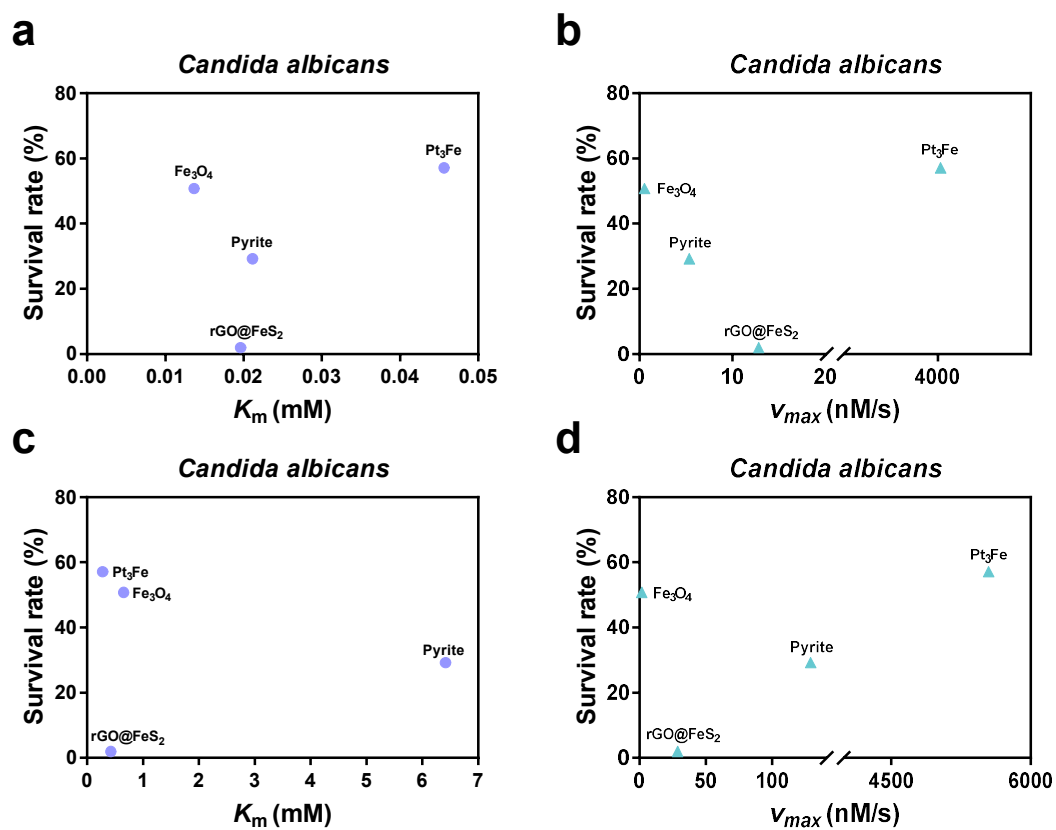 a
Candida albicans
Survival rate (%)
80
60
40
20
0
Pt3Fe
Fe3O4
Pyrite
rGO@FeS2
0.00 0.01 0.02 0.03 0.04 0.05
Km (mM)
b
Candida albicans
Survival rate (%)
80
60
40
20
0
Pt3Fe
Fe3O4
Pyrite
rGO@FeS2
0 10 20 4000
vmax (nM/s)
c
Candida albicans
Survival rate (%)
80
60
40
20
0
Pt3Fe
Fe3O4
Pyrite
rGO@FeS2
0 1 2 3 4 5 6 7
Km (mM)
d
Candida albicans
Survival rate (%)
80
60
40
20
0
Pt3Fe
Fe3O4
Pyrite
rGO@FeS2
0 50 100 4500 6000
vmax (nM/s)